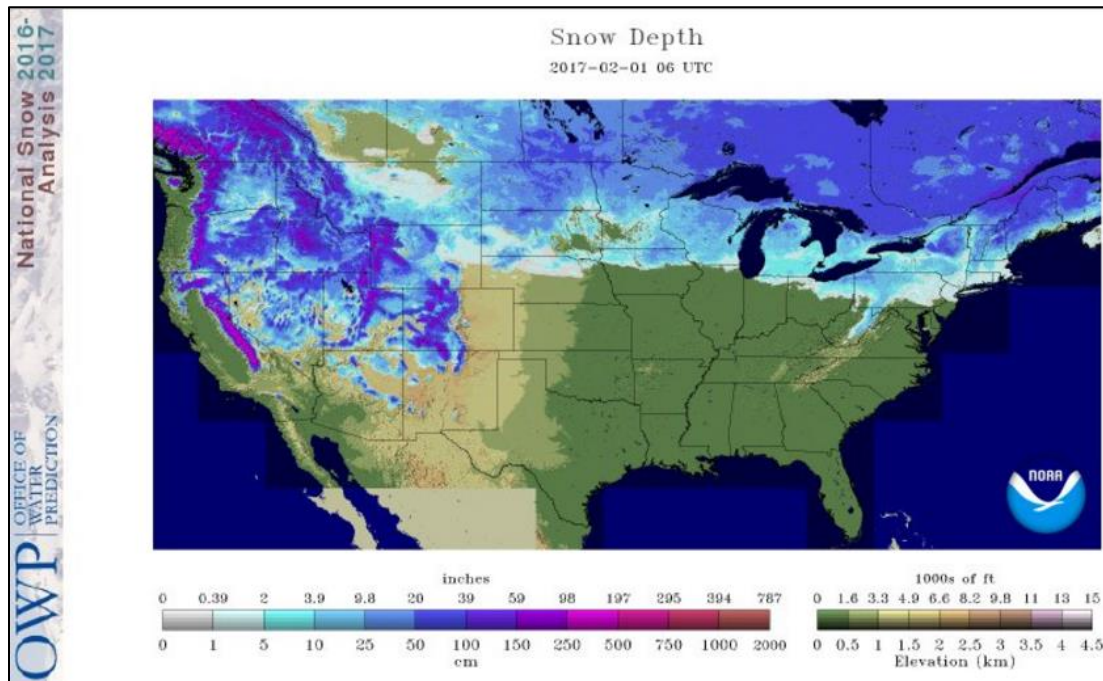 National Snow 2016-
Analysis 2017
OWP
OFFICE OF
WATER
PREDICTION
Snow Depth
2017-02-01 06 UTC
NOAA
inches
0 0.39 2 3.9 9.8 20 39 59 98 197 295 394 787
0 1 5 10 25 50 100 150 250 500 750 1000 2000
cm
1000s of ft
0 1.6 3.3 4.9 6.6 8.2 9.8 11 13 15
0 0.5 1 1.5 2 2.5 3 3.5 4 4.5
Elevation (km)